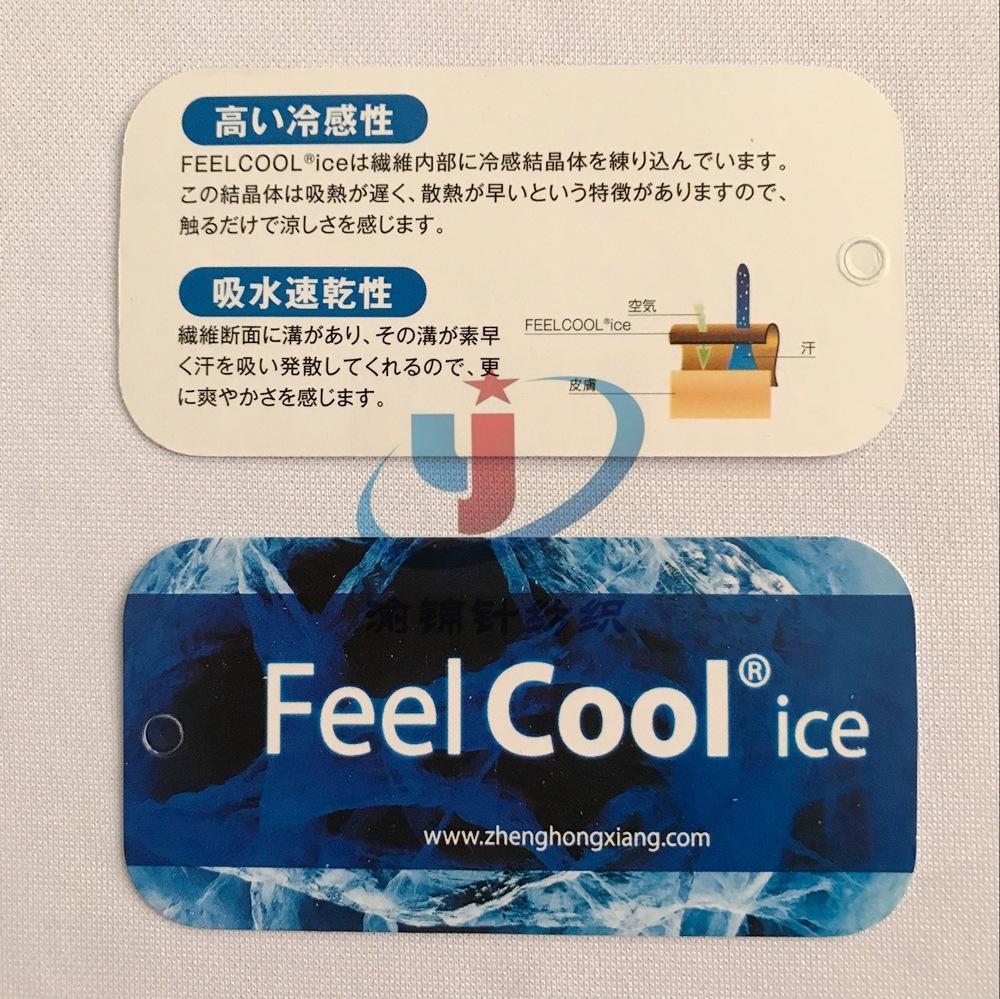 高い冷感性
FEELCOOL®iceは繊維内部に冷感結晶体を練り込んでいます。
この結晶体は吸熱が遅く、散熱が早いという特徴がありますので、
触るだけで涼しさを感じます。
吸水速乾性
繊維断面に溝があり、その溝が素早
く汗を吸い発散してくれるので、更
に爽やかさを感じます。
空気
FEELCOOL®ice
汗
皮膚
渝锦针纺织
Feel Cool® ice
www.zhenghongxiang.com